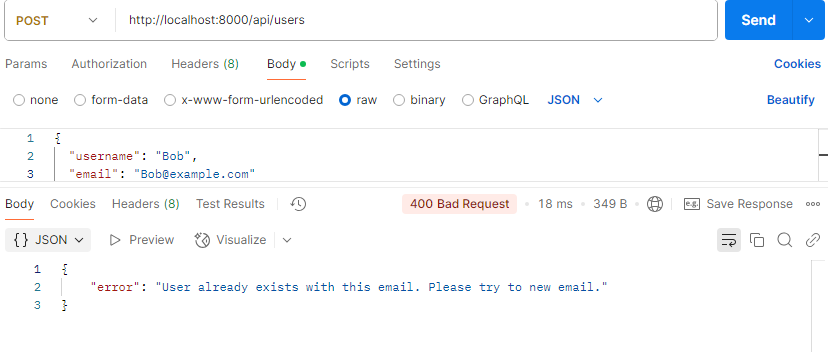 POST http://localhost:8000/api/users Send
Params Authorization Headers (8) Body Scripts Settings Cookies
none form-data x-www-form-urlencoded raw binary GraphQL JSON Beautify
1 {
2 "username": "Bob",
3 "email": "Bob@example.com"
Body Cookies Headers (8) Test Results 400 Bad Request 18 ms 349 B e.g. Save Response
{} JSON Preview Visualize
1 {
2 "error": "User already exists with this email. Please try to new email."
3 }